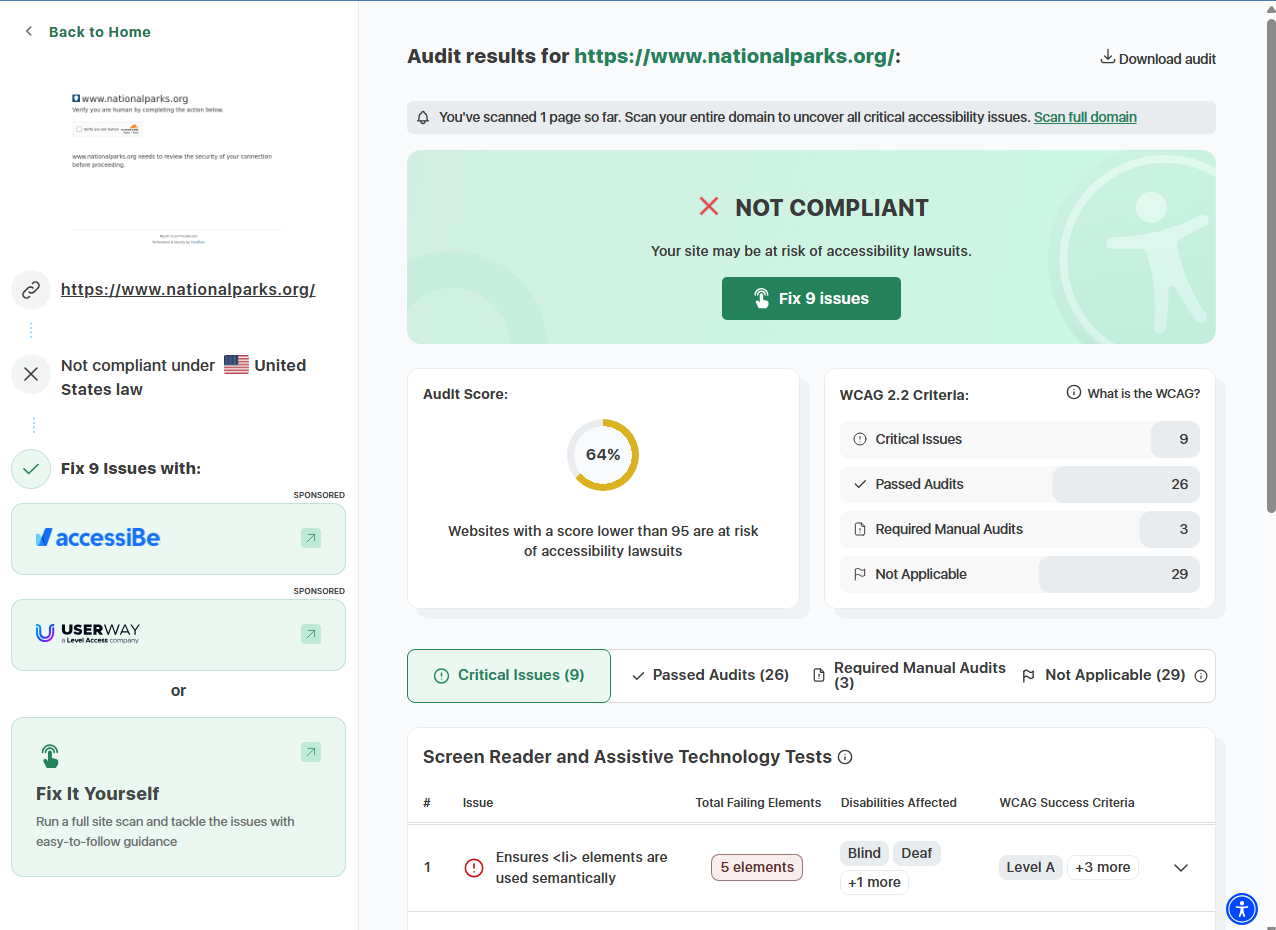 Back to Home
www.nationalparks.org
Verify you are human by completing the action below.
Verify you are human
www.nationalparks.org needs to review the security of your connection
before proceeding.
https://www.nationalparks.org/
Not compliant under United
States law
Fix 9 Issues with:
SPONSORED
accessiBe
SPONSORED
USERWAY
a Level Access company
or
Fix It Yourself
Run a full site scan and tackle the issues with
easy-to-follow guidance
Audit results for https://www.nationalparks.org/:
Download audit
You've scanned 1 page so far. Scan your entire domain to uncover all critical accessibility issues. Scan full domain
NOT COMPLIANT
Your site may be at risk of accessibility lawsuits.
Fix 9 issues
Audit Score:
64%
Websites with a score lower than 95 are at risk
of accessibility lawsuits
WCAG 2.2 Criteria:
What is the WCAG?
Critical Issues 9
Passed Audits 26
Required Manual Audits 3
Not Applicable 29
Critical Issues (9)
Passed Audits (26)
Required Manual Audits
(3)
Not Applicable (29)
Screen Reader and Assistive Technology Tests
# Issue Total Failing Elements Disabilities Affected WCAG Success Criteria
1
Ensures <li> elements are
used semantically
5 elements
Blind Deaf
+1 more
Level A +3 more